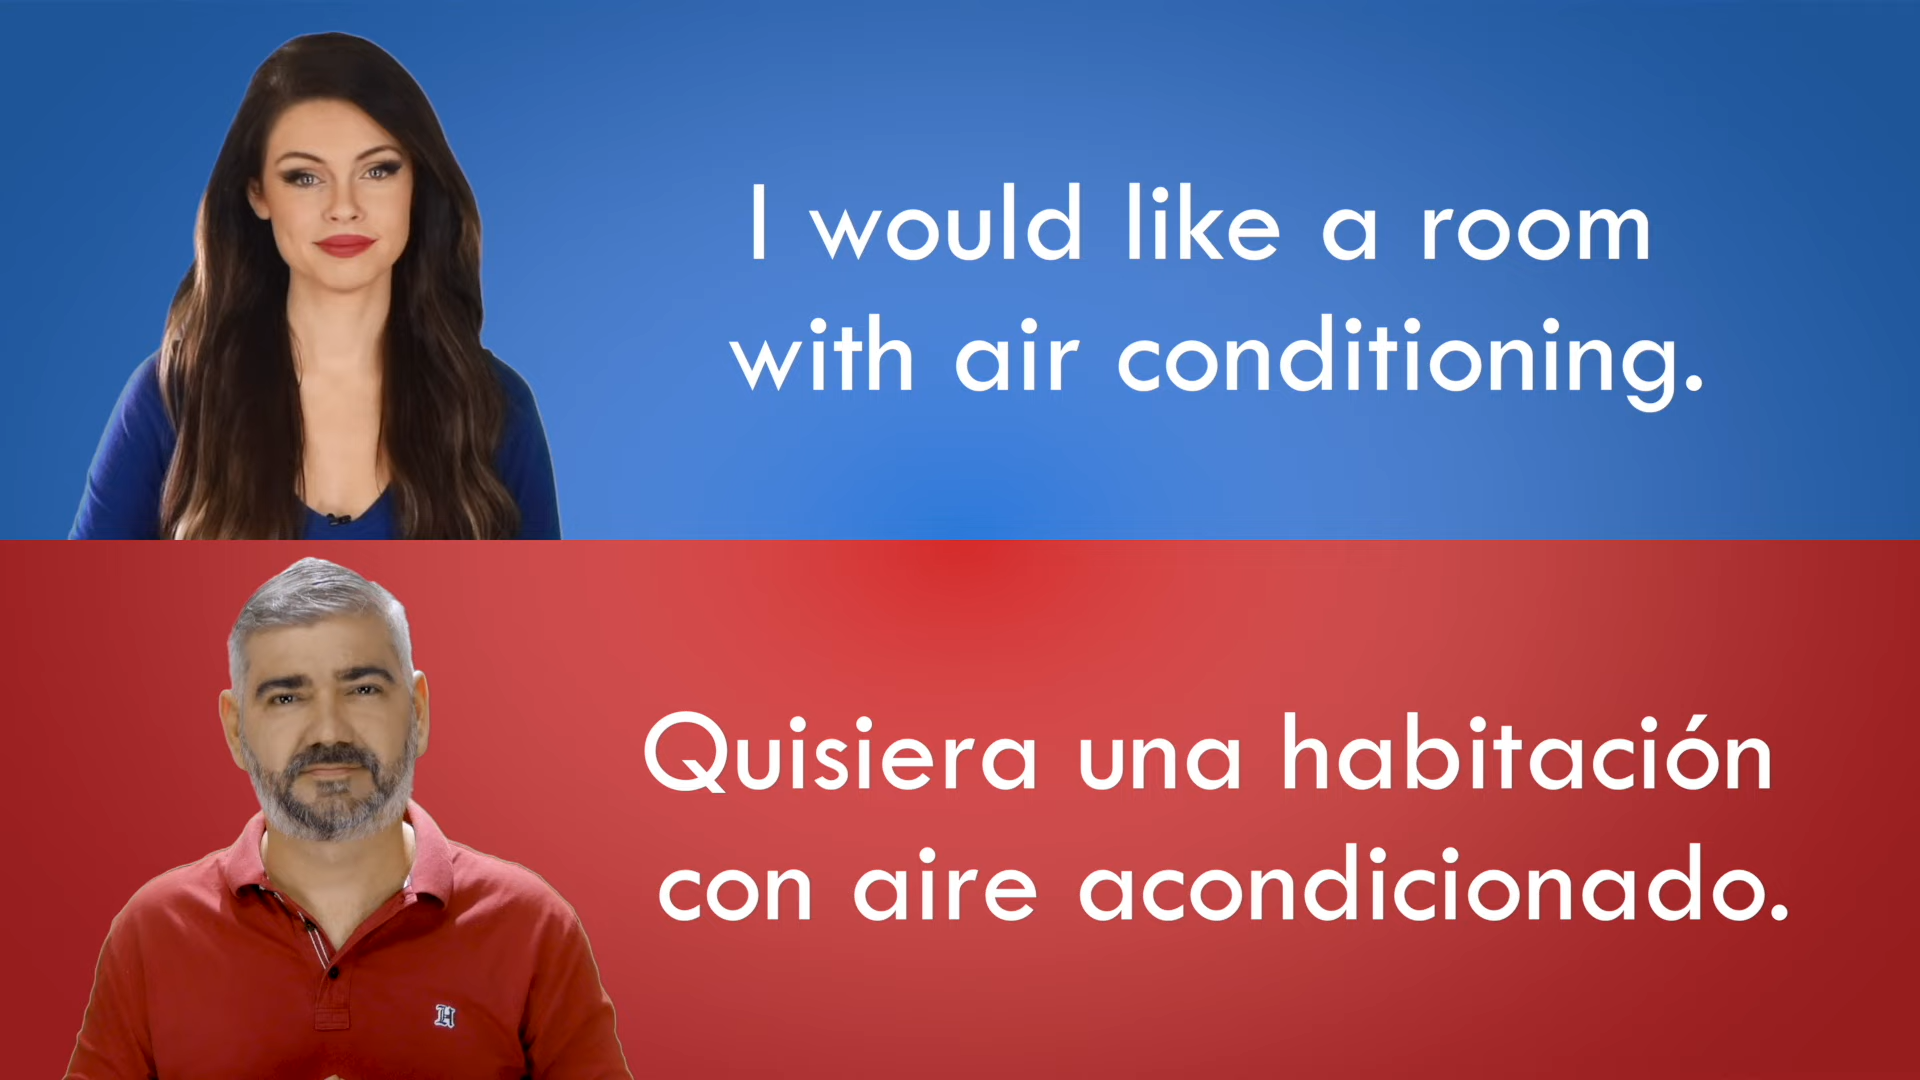 I would like a room
with air conditioning.
Quisiera una habitación
con aire acondicionado.
H